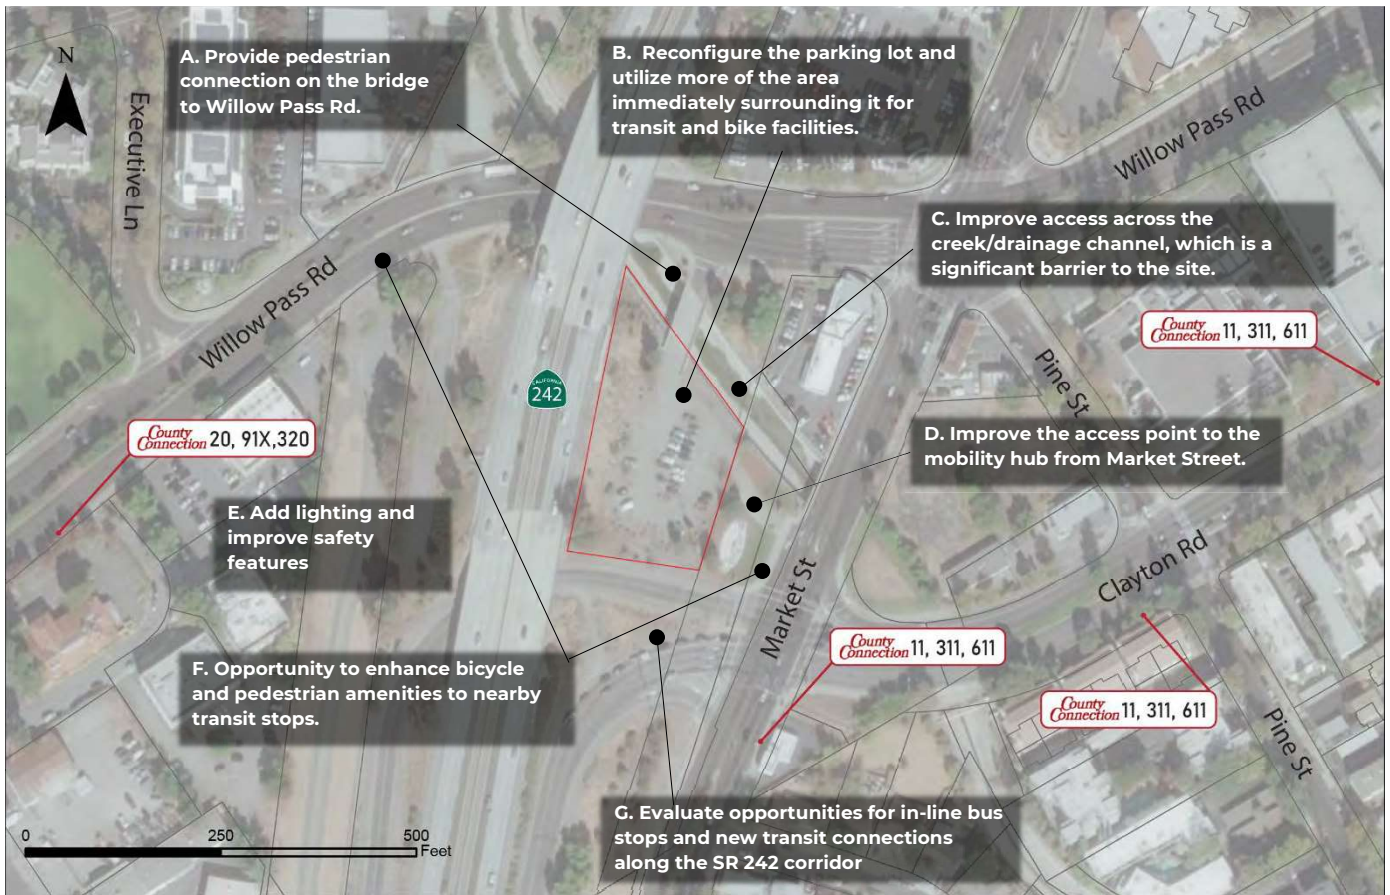 A. Provide pedestrian
connection on the bridge
to Willow Pass Rd.
B. Reconfigure the parking lot and
utilize more of the area
immediately surrounding it for
transit and bike facilities.
N
Executive Ln
Willow Pass Rd
C. Improve access across the
creek/drainage channel, which is a
significant barrier to the site.
Willow Pass Rd
County Connection 11, 311, 611
Pine St
CALIFORNIA
242
County Connection 20, 91X,320
D. Improve the access point to the
mobility hub from Market Street.
E. Add lighting and
improve safety
features
Clayton Rd
Market St
County Connection 11, 311, 611
F. Opportunity to enhance bicycle
and pedestrian amenities to nearby
transit stops.
County Connection 11, 311, 611
Pine St
G. Evaluate opportunities for in-line bus
stops and new transit connections
along the SR 242 corridor
0 250 500
Feet